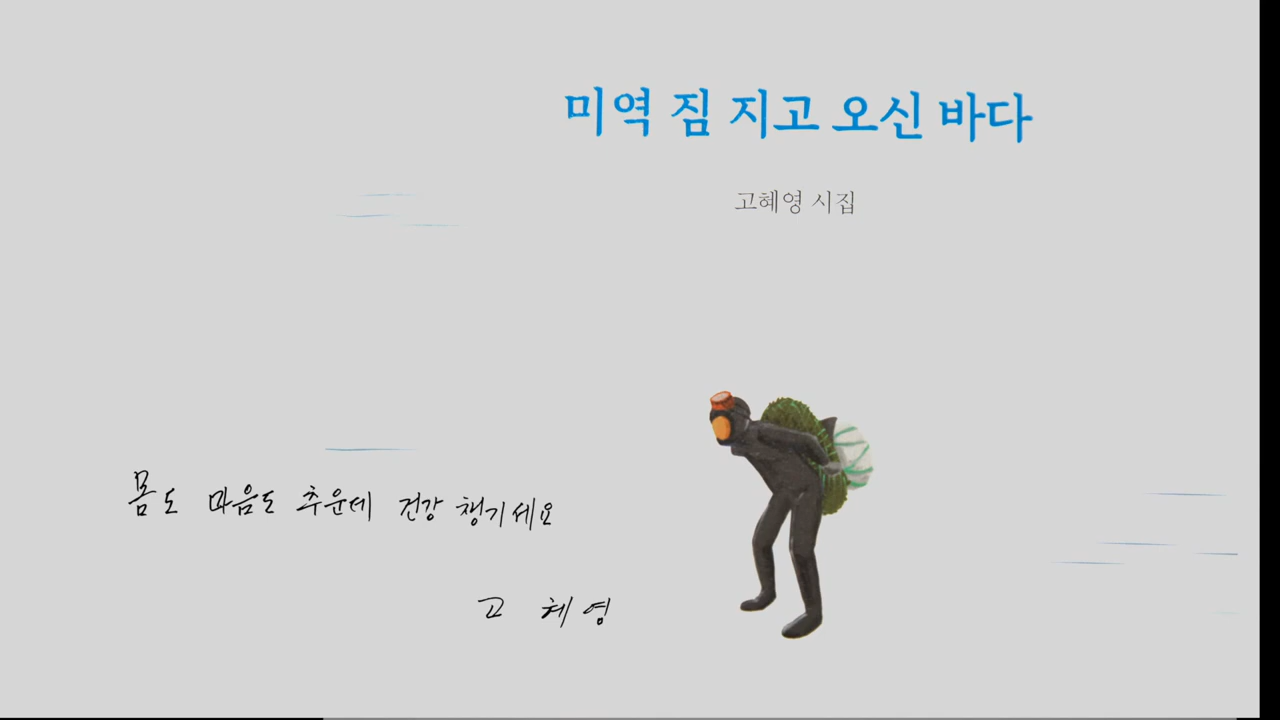 미역 짐 지고 오신 바다
고혜영 시집
몸도 마음도 추운데 건강 챙기세요
고 혜영